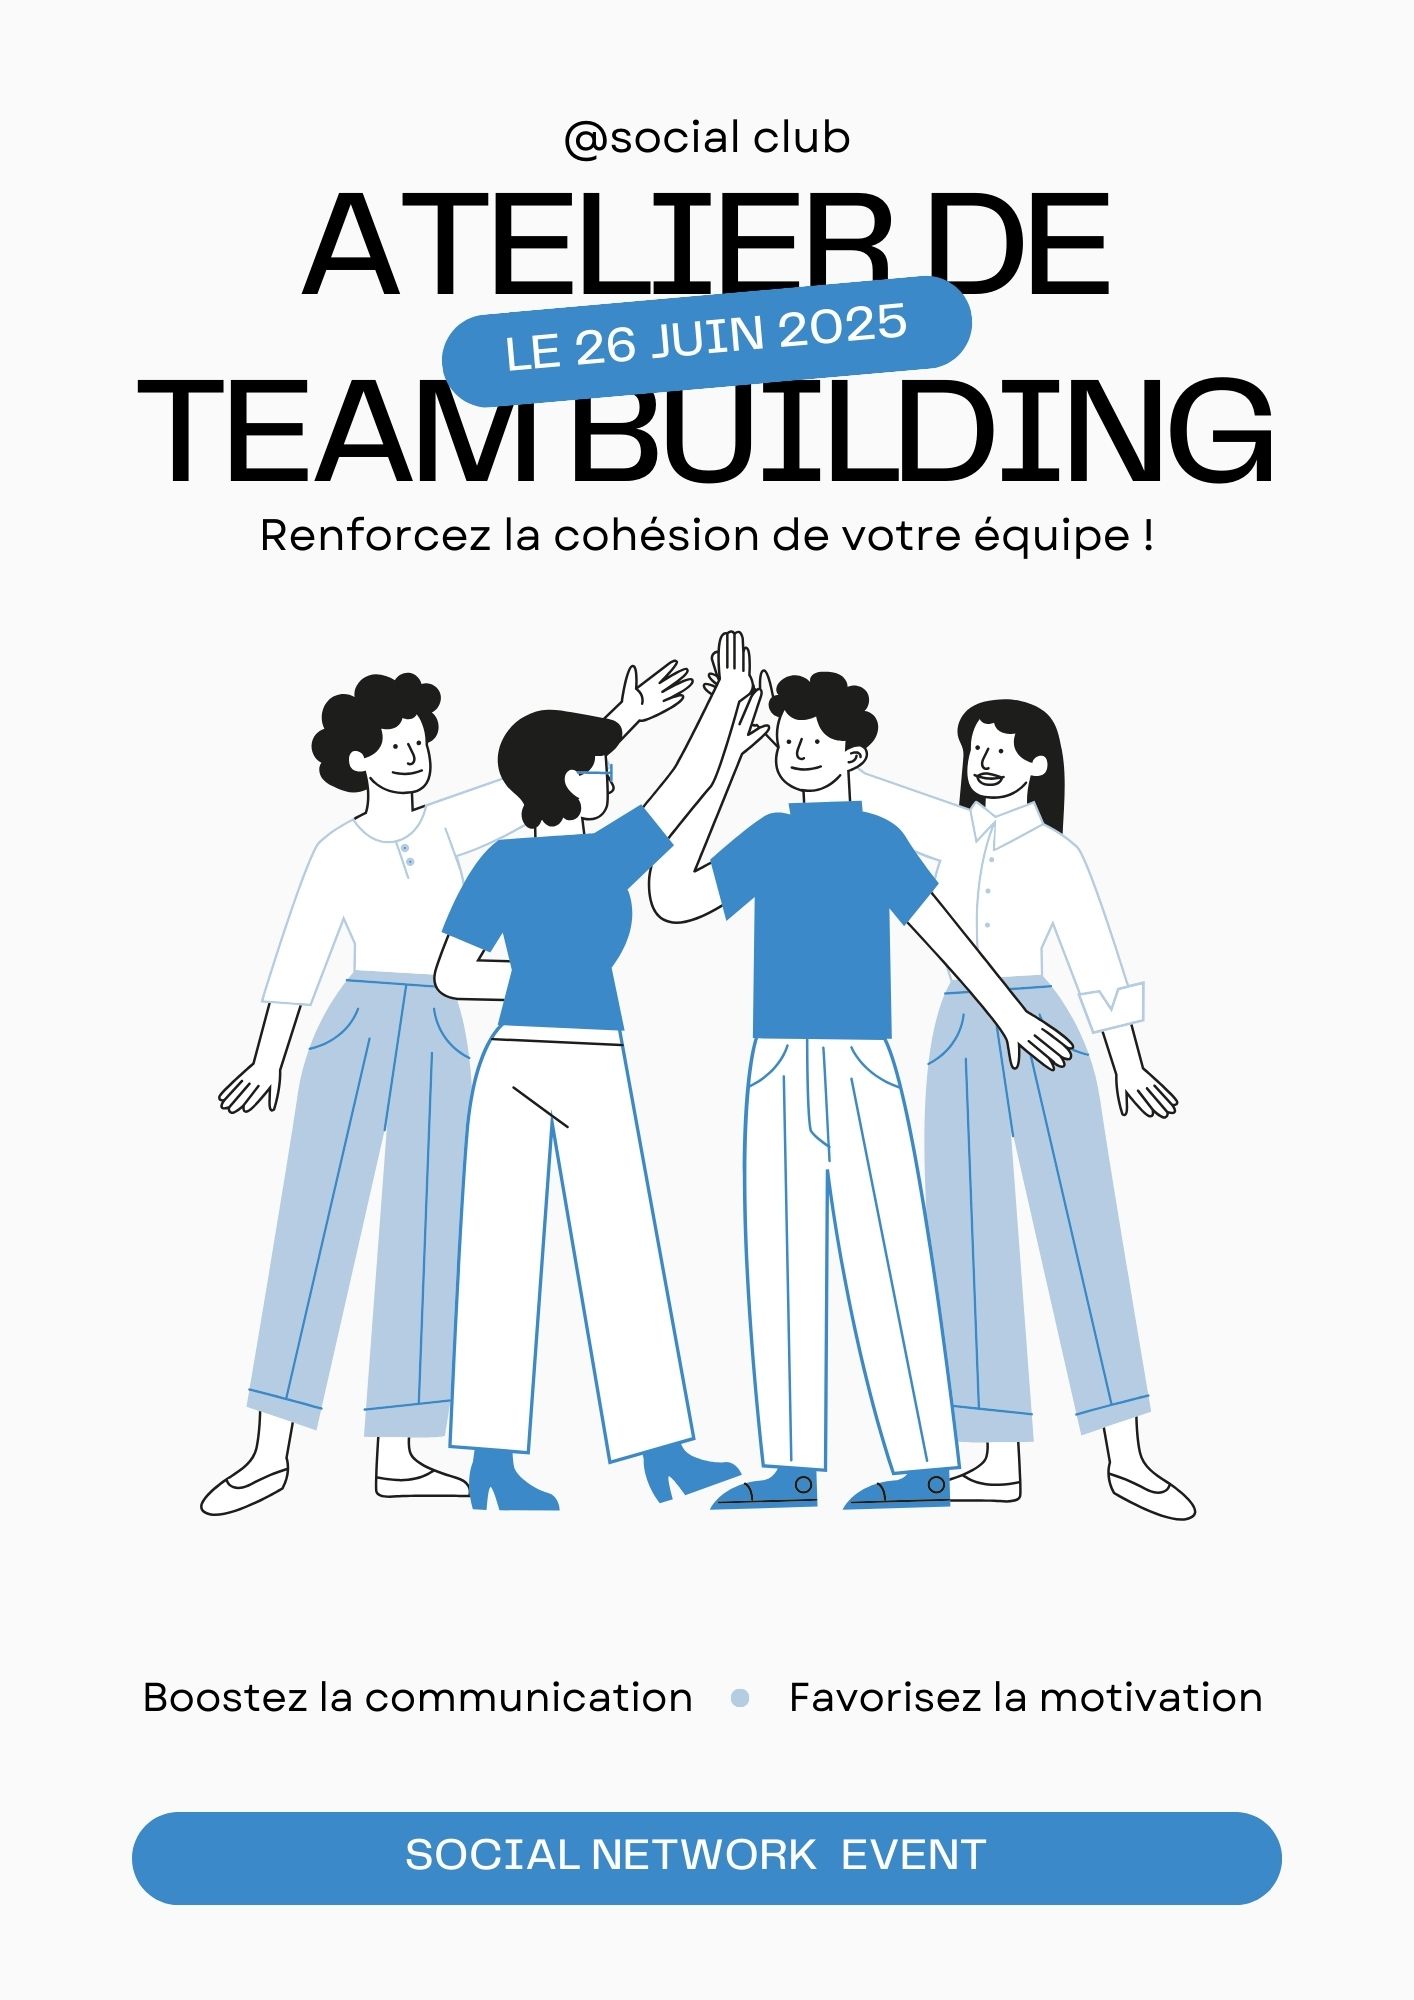 @social club
ATELIER DE
LE 26 JUIN 2025
TEAM BUILDING
Renforcez la cohésion de votre équipe !
Boostez la communication • Favorisez la motivation
SOCIAL NETWORK EVENT